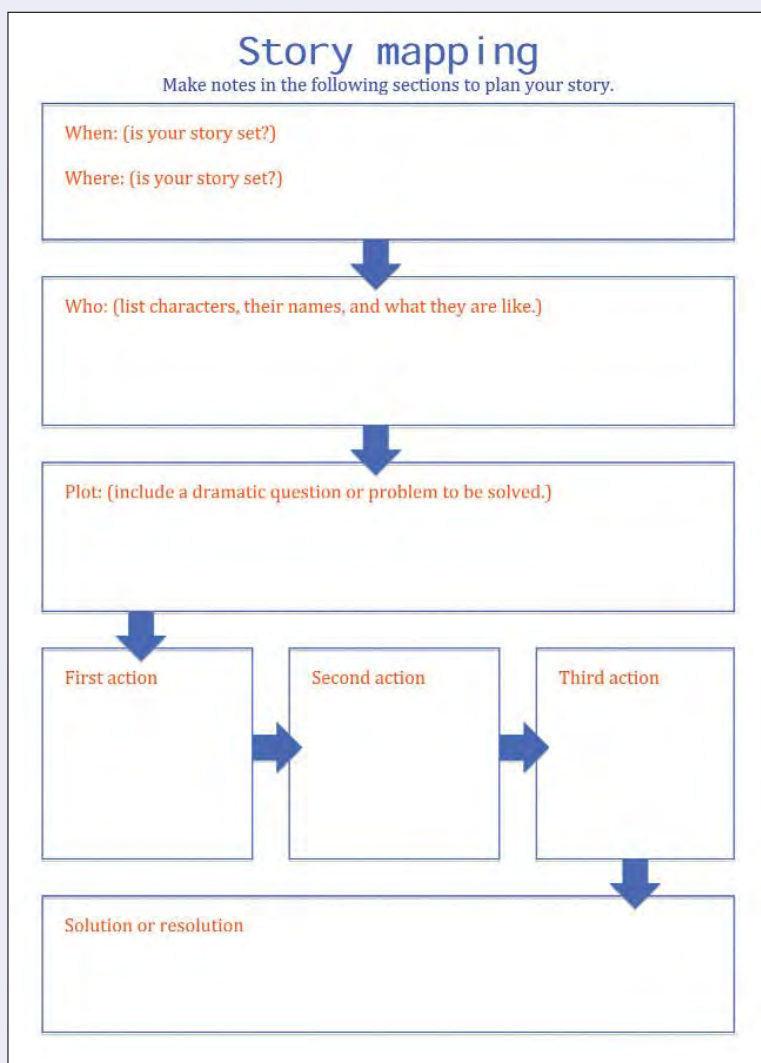 Story mapping
Make notes in the following sections to plan your story.
When: (is your story set?)
Where: (is your story set?)
Who: (list characters, their names, and what they are like.)
Plot: (include a dramatic question or problem to be solved.)
First action
Second action
Third action
Solution or resolution